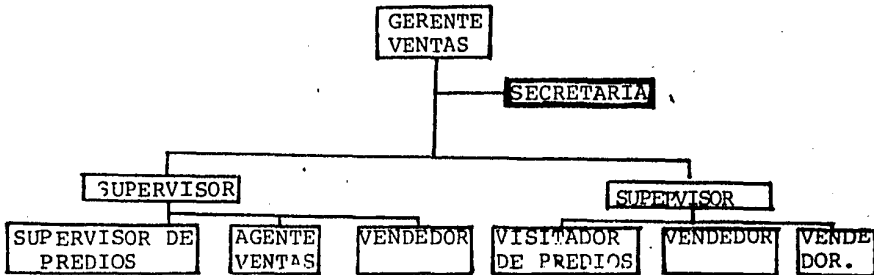 GERENTE
VENTAS
SECRETARIA
SUPERVISOR
SUPERVISOR
SUPERVISOR DE
PREDIOS
AGENTE
VENTAS
VENDEDOR
VISITADOR
DE PREDIOS
VENDEDOR
VENDE
DOR.